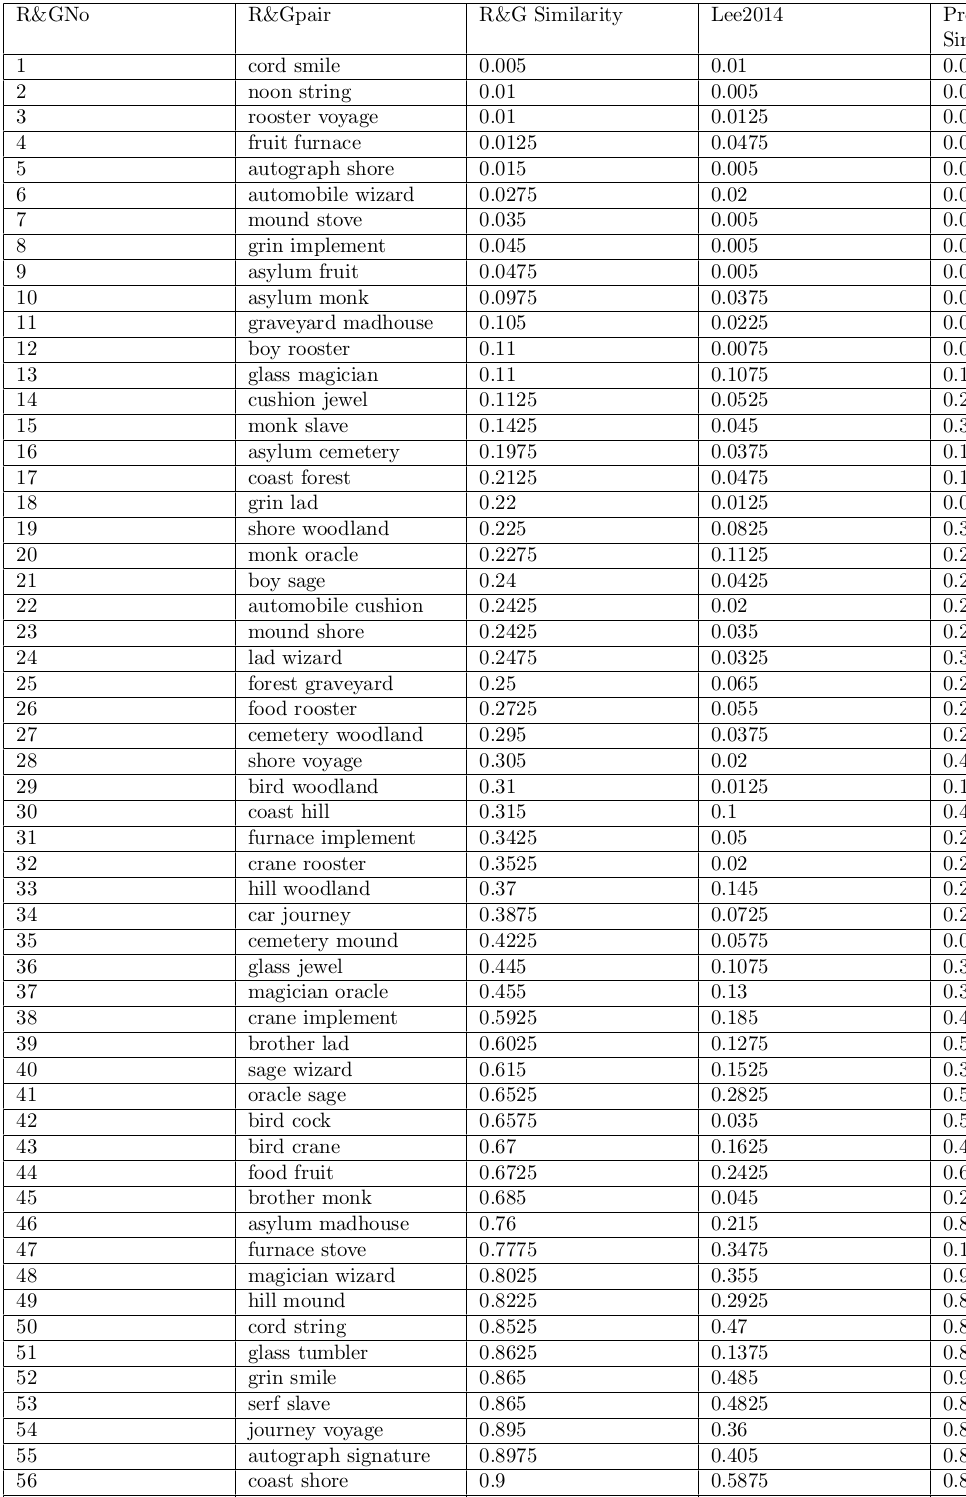 R&GNo R&Gpair R&G Similarity Lee2014 Pr
Sin
1 cord smile 0.005 0.01 0.0
2 noon string 0.01 0.005 0.0
3 rooster voyage 0.01 0.0125 0.0
4 fruit furnace 0.0125 0.0475 0.0
5 autograph shore 0.015 0.005 0.0
6 automobile wizard 0.0275 0.02 0.0
7 mound stove 0.035 0.005 0.0
8 grin implement 0.045 0.005 0.0
9 asylum fruit 0.0475 0.005 0.0
10 asylum monk 0.0975 0.0375 0.0
11 graveyard madhouse 0.105 0.0225 0.0
12 boy rooster 0.11 0.0075 0.0
13 glass magician 0.11 0.1075 0.1
14 cushion jewel 0.1125 0.0525 0.2
15 monk slave 0.1425 0.045 0.3
16 asylum cemetery 0.1975 0.0375 0.1
17 coast forest 0.2125 0.0475 0.1
18 grin lad 0.22 0.0125 0.0
19 shore woodland 0.225 0.0825 0.3
20 monk oracle 0.2275 0.1125 0.2
21 boy sage 0.24 0.0425 0.2
22 automobile cushion 0.2425 0.02 0.2
23 mound shore 0.2425 0.035 0.2
24 lad wizard 0.2475 0.0325 0.3
25 forest graveyard 0.25 0.065 0.2
26 food rooster 0.2725 0.055 0.2
27 cemetery woodland 0.295 0.0375 0.2
28 shore voyage 0.305 0.02 0.4
29 bird woodland 0.31 0.0125 0.1
30 coast hill 0.315 0.1 0.4
31 furnace implement 0.3425 0.05 0.2
32 crane rooster 0.3525 0.02 0.2
33 hill woodland 0.37 0.145 0.2
34 car journey 0.3875 0.0725 0.2
35 cemetery mound 0.4225 0.0575 0.0
36 glass jewel 0.445 0.1075 0.3
37 magician oracle 0.455 0.13 0.3
38 crane implement 0.5925 0.185 0.4
39 brother lad 0.6025 0.1275 0.5
40 sage wizard 0.615 0.1525 0.3
41 oracle sage 0.6525 0.2825 0.5
42 bird cock 0.6575 0.035 0.5
43 bird crane 0.67 0.1625 0.4
44 food fruit 0.6725 0.2425 0.6
45 brother monk 0.685 0.045 0.2
46 asylum madhouse 0.76 0.215 0.8
47 furnace stove 0.7775 0.3475 0.1
48 magician wizard 0.8025 0.355 0.9
49 hill mound 0.8225 0.2925 0.8
50 cord string 0.8525 0.47 0.8
51 glass tumbler 0.8625 0.1375 0.8
52 grin smile 0.865 0.485 0.9
53 serf slave 0.865 0.4825 0.8
54 journey voyage 0.895 0.36 0.8
55 autograph signature 0.8975 0.405 0.8
56 coast shore 0.9 0.5875 0.8